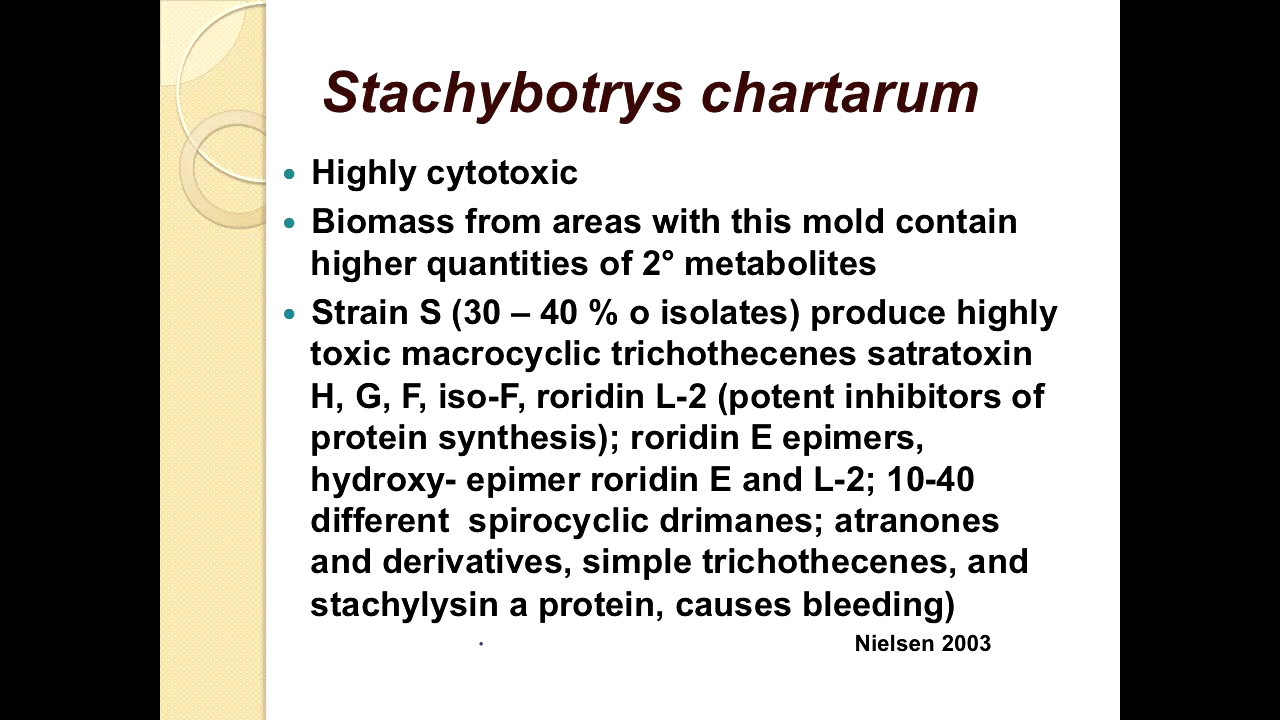 Stachybotrys chartarum
• Highly cytotoxic
• Biomass from areas with this mold contain
higher quantities of 2° metabolites
• Strain S (30 – 40 % o isolates) produce highly
toxic macrocyclic trichothecenes satratoxin
H, G, F, iso-F, roridin L-2 (potent inhibitors of
protein synthesis); roridin E epimers,
hydroxy- epimer roridin E and L-2; 10-40
different  spirocyclic drimanes; atranones
and derivatives, simple trichothecenes, and
stachylysin a protein, causes bleeding)
• Nielsen 2003